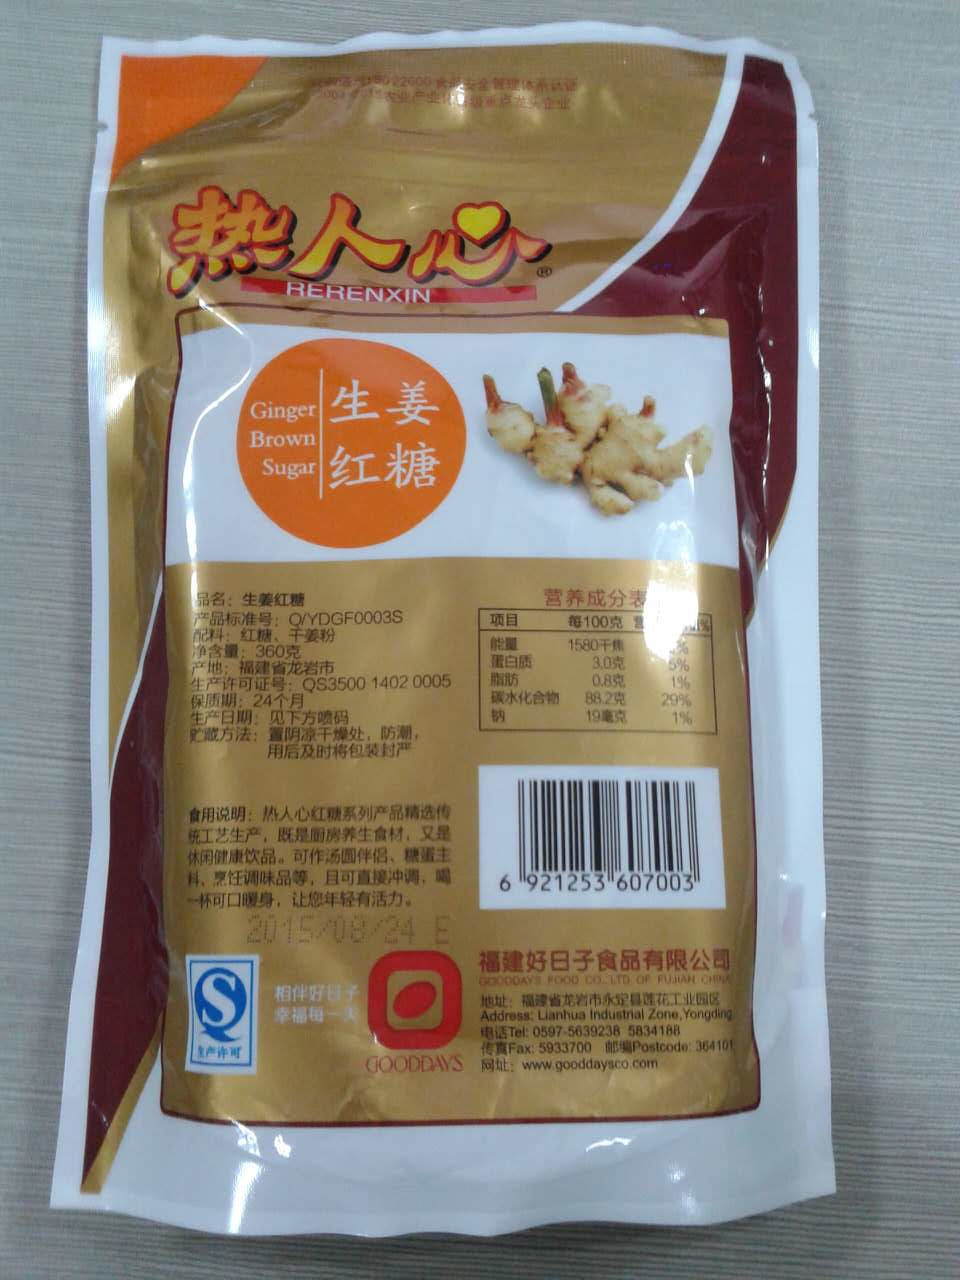 食品安全管理体系认证
热人心®
RERENXIN
Ginger
Brown
Sugar
生姜
红糖
品名：生姜红糖
产品标准号：Q/YDGF0003S
配料：红糖、干姜粉
净含量：360克
产地：福建省龙岩市
生产许可证号：QS3500 1402 0005
保质期：24个月
生产日期：见下方喷码
贮藏方法：置阴凉干燥处，防潮，
用后及时将包装封严
营养成分表
项目 每100克
能量 1580千焦
蛋白质 3.0克 5%
脂肪 0.8克 1%
碳水化合物 88.2克 29%
钠 19毫克 1%
食用说明：热人心红糖系列产品精选传
统工艺生产，既是厨房养生食材，又是
休闲健康饮品。可作汤圆伴侣、糖蛋主
料、烹饪调味品等，且可直接冲调，喝
一杯可口暖身，让您年轻有活力。
6 921253 607003
2015/08/24 E
生产许可
相伴好日子
幸福每一天
GOODDAYS
福建好日子食品有限公司
GOODDAYS FOOD CO., LTD. OF FUJIAN CHINA
地址：福建省龙岩市永定县莲花工业园区
Address: Lianhua Industrial Zone,Yongding
电话Tel: 0597-5639238 5834188
传真Fax: 5933700 邮编Postcode: 364101
网址：www.gooddaysco.com